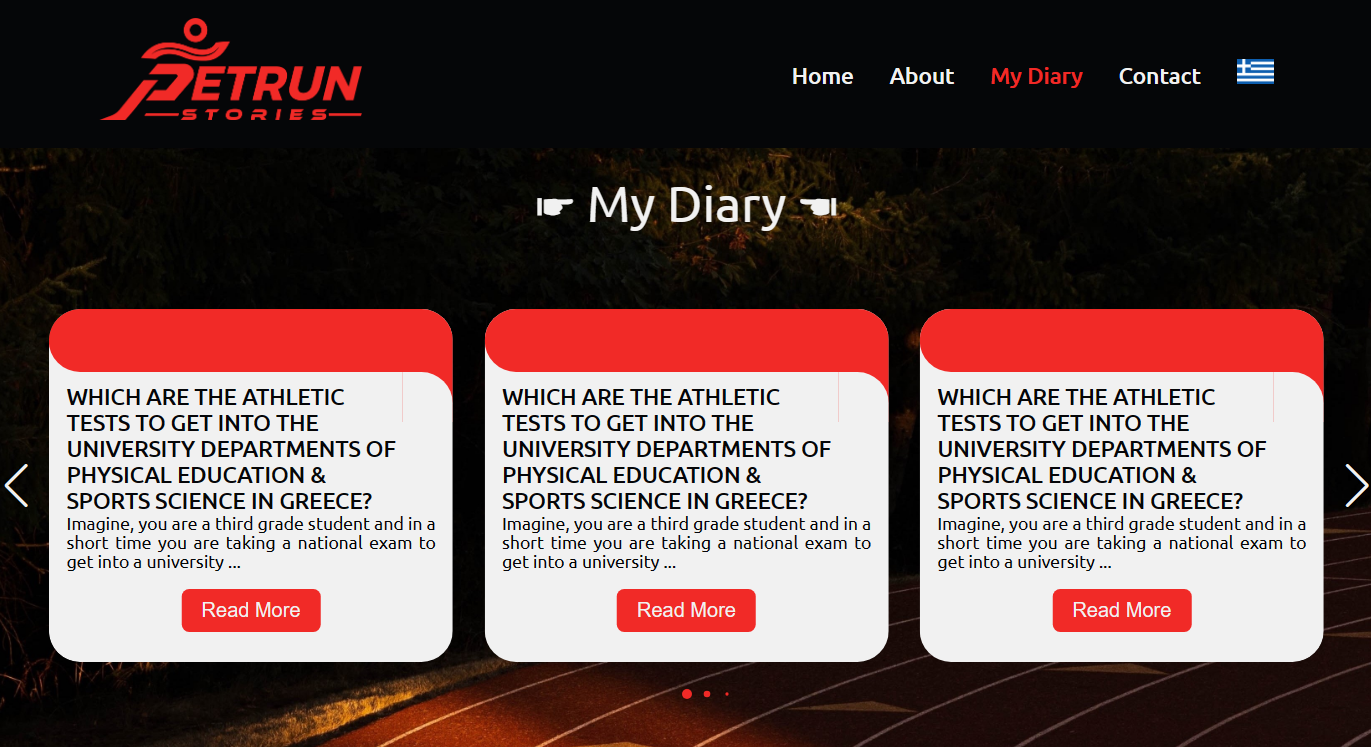 PETRUN
STORIES
Home About My Diary Contact
☛ My Diary ☚
WHICH ARE THE ATHLETIC
TESTS TO GET INTO THE
UNIVERSITY DEPARTMENTS OF
PHYSICAL EDUCATION &
SPORTS SCIENCE IN GREECE?
Imagine, you are a third grade student and in a
short time you are taking a national exam to
get into a university ...
Read More
WHICH ARE THE ATHLETIC
TESTS TO GET INTO THE
UNIVERSITY DEPARTMENTS OF
PHYSICAL EDUCATION &
SPORTS SCIENCE IN GREECE?
Imagine, you are a third grade student and in a
short time you are taking a national exam to
get into a university ...
Read More
WHICH ARE THE ATHLETIC
TESTS TO GET INTO THE
UNIVERSITY DEPARTMENTS OF
PHYSICAL EDUCATION &
SPORTS SCIENCE IN GREECE?
Imagine, you are a third grade student and in a
short time you are taking a national exam to
get into a university ...
Read More